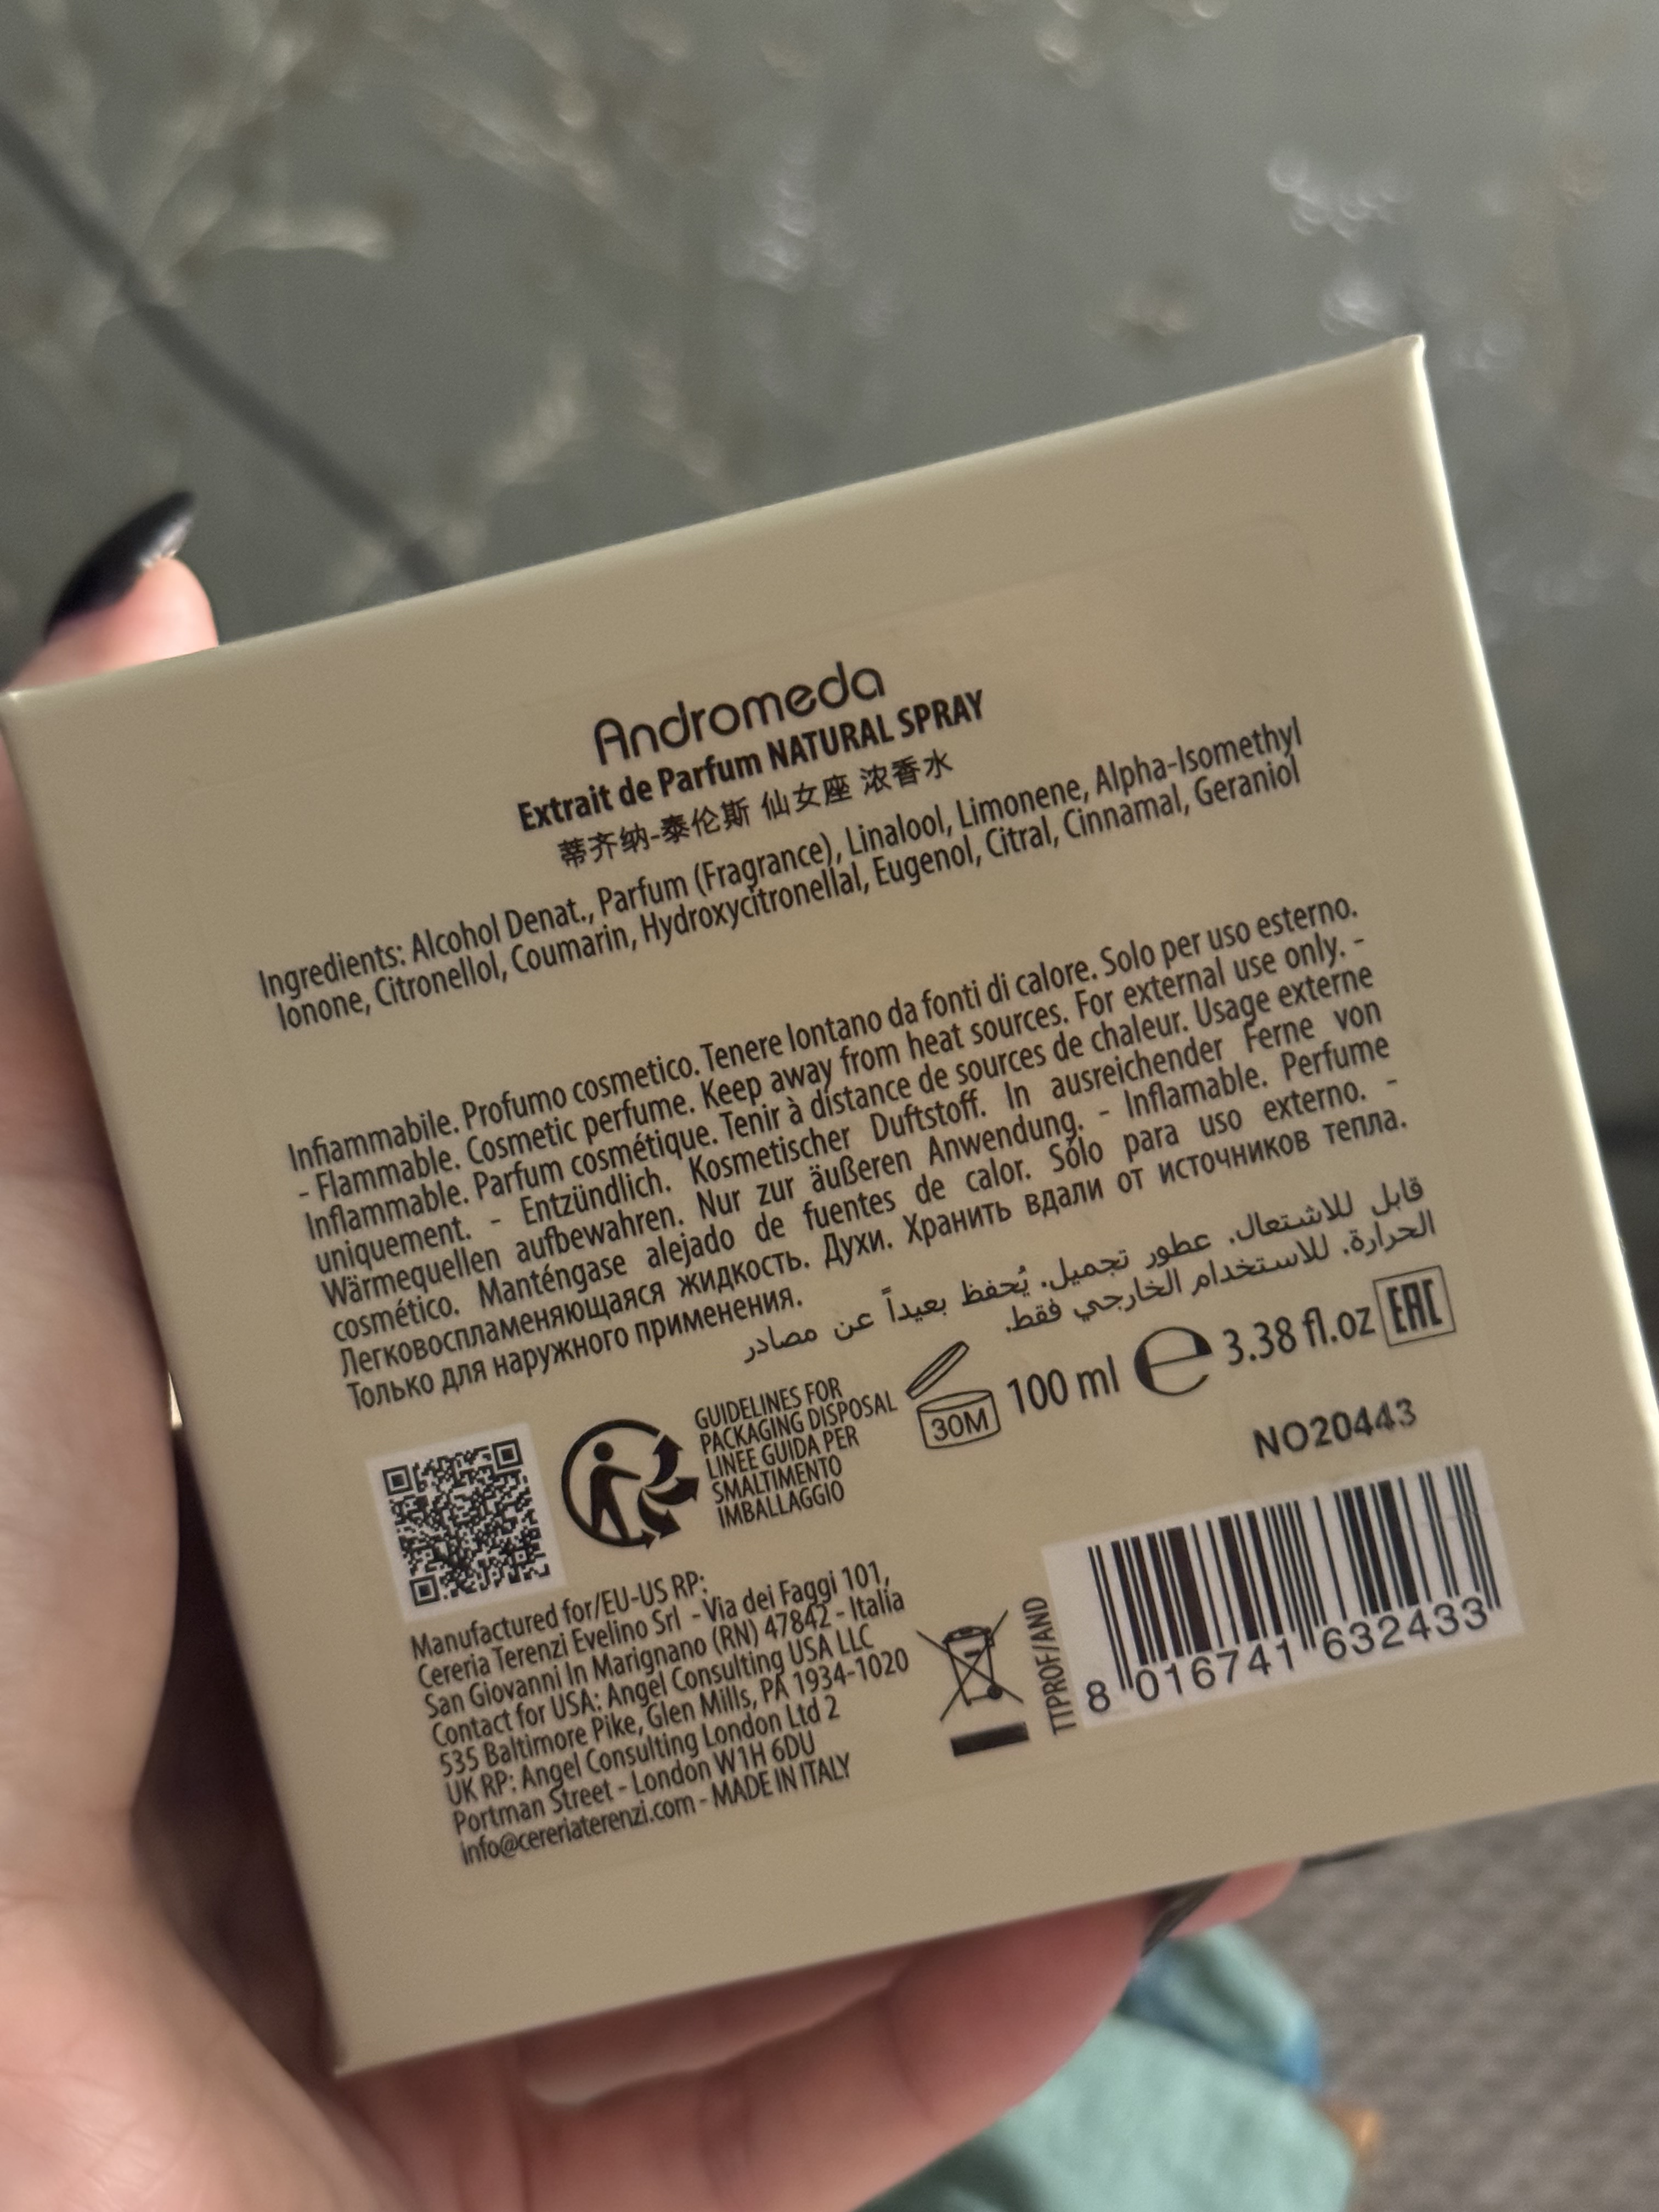 Andromeda
Extrait de Parfum NATURAL SPRAY
蒂齐纳-泰伦斯 仙女座 浓香水
Ingredients: Alcohol Denat., Parfum (Fragrance), Linalool, Limonene, Alpha-Isomethyl
Ionone, Citronellol, Coumarin, Hydroxycitronellal, Eugenol, Citral, Cinnamal, Geraniol
Infiammabile. Profumo cosmetico. Tenere lontano da fonti di calore. Solo per uso esterno.
- Flammable. Cosmetic perfume. Keep away from heat sources. For external use only. -
Inflammable. Parfum cosmétique. Tenir à distance de sources de chaleur. Usage externe
uniquement. - Entzündlich. Kosmetischer Duftstoff. In ausreichender Ferne von
Wärmequellen aufbewahren. Nur zur äußeren Anwendung. - Inflamable. Perfume
cosmético. Manténgase alejado de fuentes de calor. Sólo para uso externo. -
Легковоспламеняющаяся жидкость. Духи. Хранить вдали от источников тепла.
Только для наружного применения.
قابل للاشتعال. عطور تجميل. يُحفظ بعيداً عن مصادر
الحرارة. للاستخدام الخارجي فقط.
GUIDELINES FOR
PACKAGING DISPOSAL
LINEE GUIDA PER
SMALTIMENTO
IMBALLAGGIO
30M
100 ml e 3.38 fl.oz EAC
NO20443
Manufactured for/EU-US RP:
Cereria Terenzi Evelino Srl - Via dei Faggi 101,
San Giovanni In Marignano (RN) 47842 - Italia
Contact for USA: Angel Consulting USA LLC
535 Baltimore Pike, Glen Mills, PA 1934-1020
UK RP: Angel Consulting London Ltd 2
Portman Street - London W1H 6DU
info@cereriaterenzi.com - MADE IN ITALY
TTPROF/AND
8 016741 632433